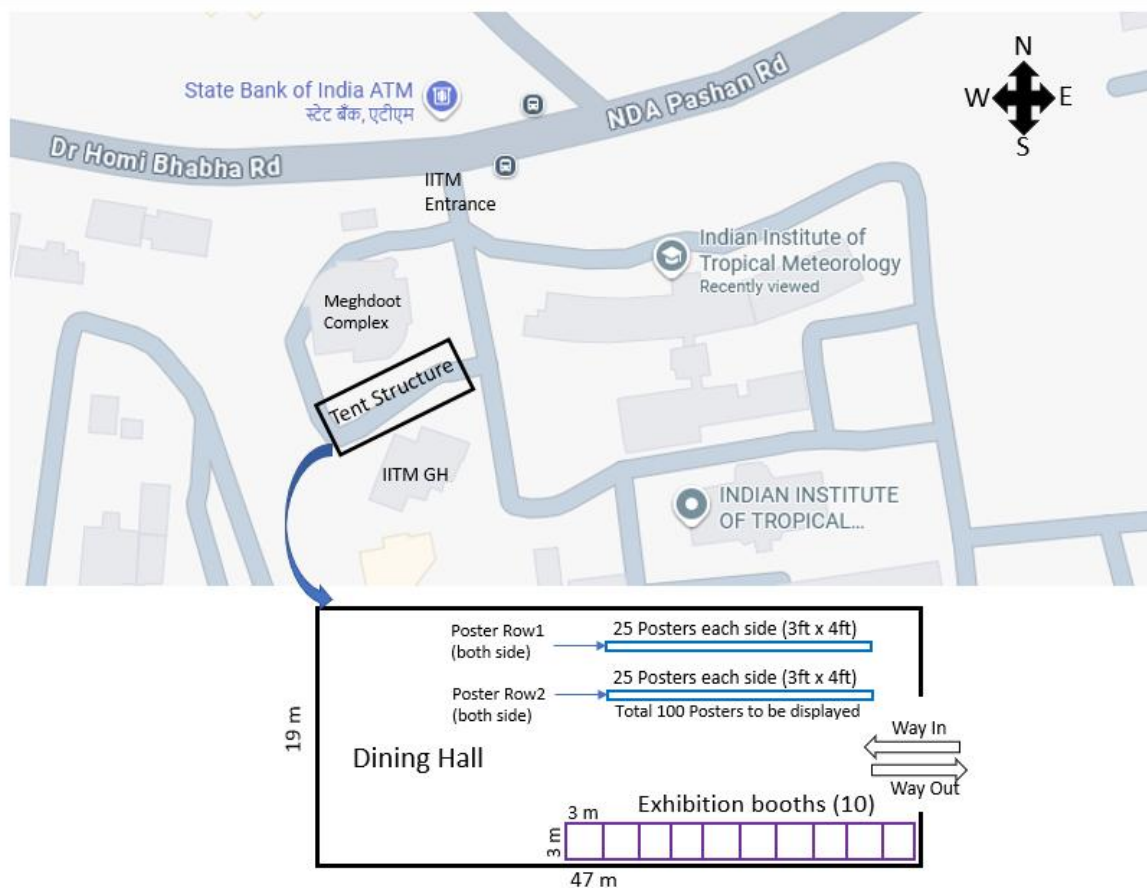 N
W E
S
State Bank of India ATM
स्टेट बँक, एटीएम
NDA Pashan Rd
Dr Homi Bhabha Rd
IITM
Entrance
Indian Institute of
Tropical Meteorology
Recently viewed
Meghdoot
Complex
Tent Structure
IITM GH
INDIAN INSTITUTE
OF TROPICAL...
Poster Row1
(both side)
25 Posters each side (3ft x 4ft)
Poster Row2
(both side)
25 Posters each side (3ft x 4ft)
Total 100 Posters to be displayed
19 m
Way In
Dining Hall
Way Out
Exhibition booths (10)
3 m
3 m
47 m